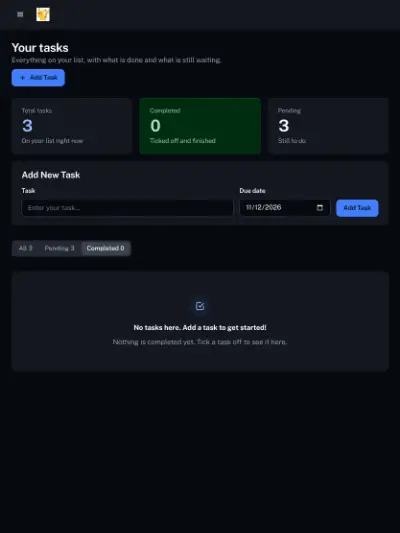 Your tasks
Everything on your list, with what is done and what is still waiting.
+ Add Task
Total tasks
3
On your list right now
Completed
0
Ticked off and finished
Pending
3
Still to do
Add New Task
Task
Due date
Enter your task...
11/12/2026
Add Task
All 3
Pending 3
Completed 0
No tasks here. Add a task to get started!
Nothing is completed yet. Tick a task off to see it here.